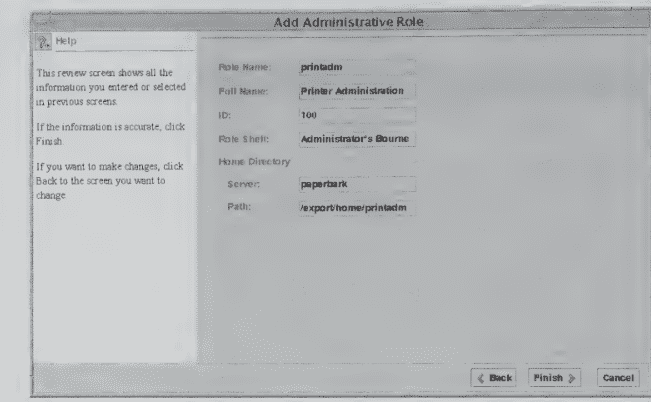 Add Administrative Role
Help
This review screen shows all the
information you entered or selected
in previous screens.
If the information is accurate, click
Finish.
If you want to make changes, click
Back to the screen you want to
change
Role Name: printadm
Full Name: Printer Administration
ID: 100
Role Shell: Administrator's Bourne
Home Directory
Server: paperbark
Path: /export/home/printadm
Back Finish Cancel